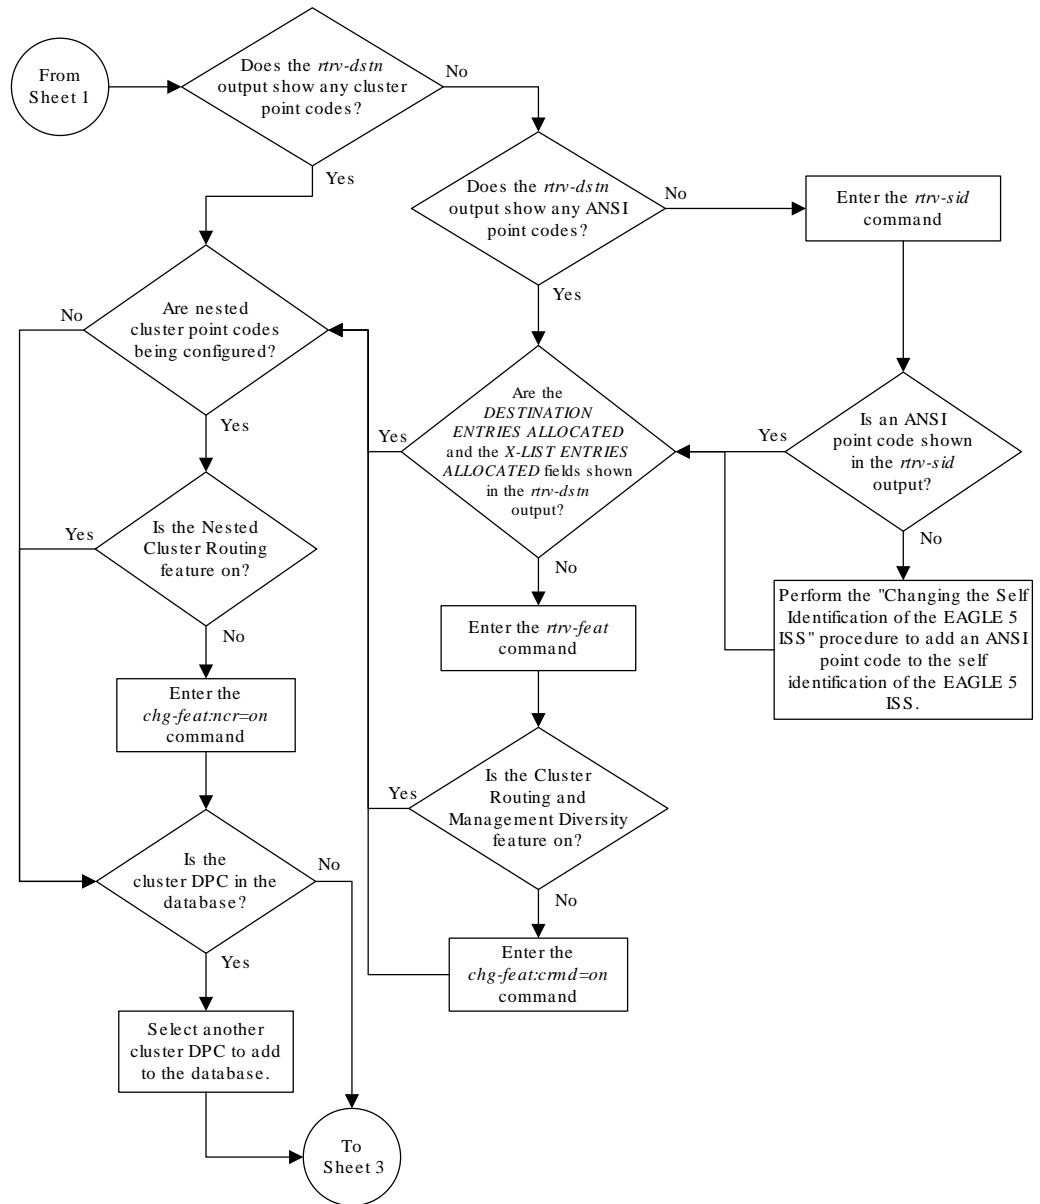 From
Sheet 1
Does the rtrv-dstn
output show any cluster
point codes?
No
Yes
Does the rtrv-dstn
output show any ANSI
point codes?
No
Yes
Enter the rtrv-sid
command
Are nested
cluster point codes
being configured?
No
Yes
Are the
DESTINATION
ENTRIES ALLOCATED
and the X-LIST ENTRIES
ALLOCATED fields shown
in the rtrv-dstn
output?
Yes
No
Is an ANSI
point code shown
in the rtrv-sid
output?
Yes
No
Is the Nested
Cluster Routing
feature on?
Yes
No
Enter the rtrv-feat
command
Perform the "Changing the Self
Identification of the EAGLE 5
ISS" procedure to add an ANSI
point code to the self
identification of the EAGLE 5
ISS.
Enter the
chg-feat:ncr=on
command
Is the Cluster
Routing and
Management Diversity
feature on?
Yes
No
Is the
cluster DPC in the
database?
No
Yes
Enter the
chg-feat:crmd=on
command
Select another
cluster DPC to add
to the database.
To
Sheet 3